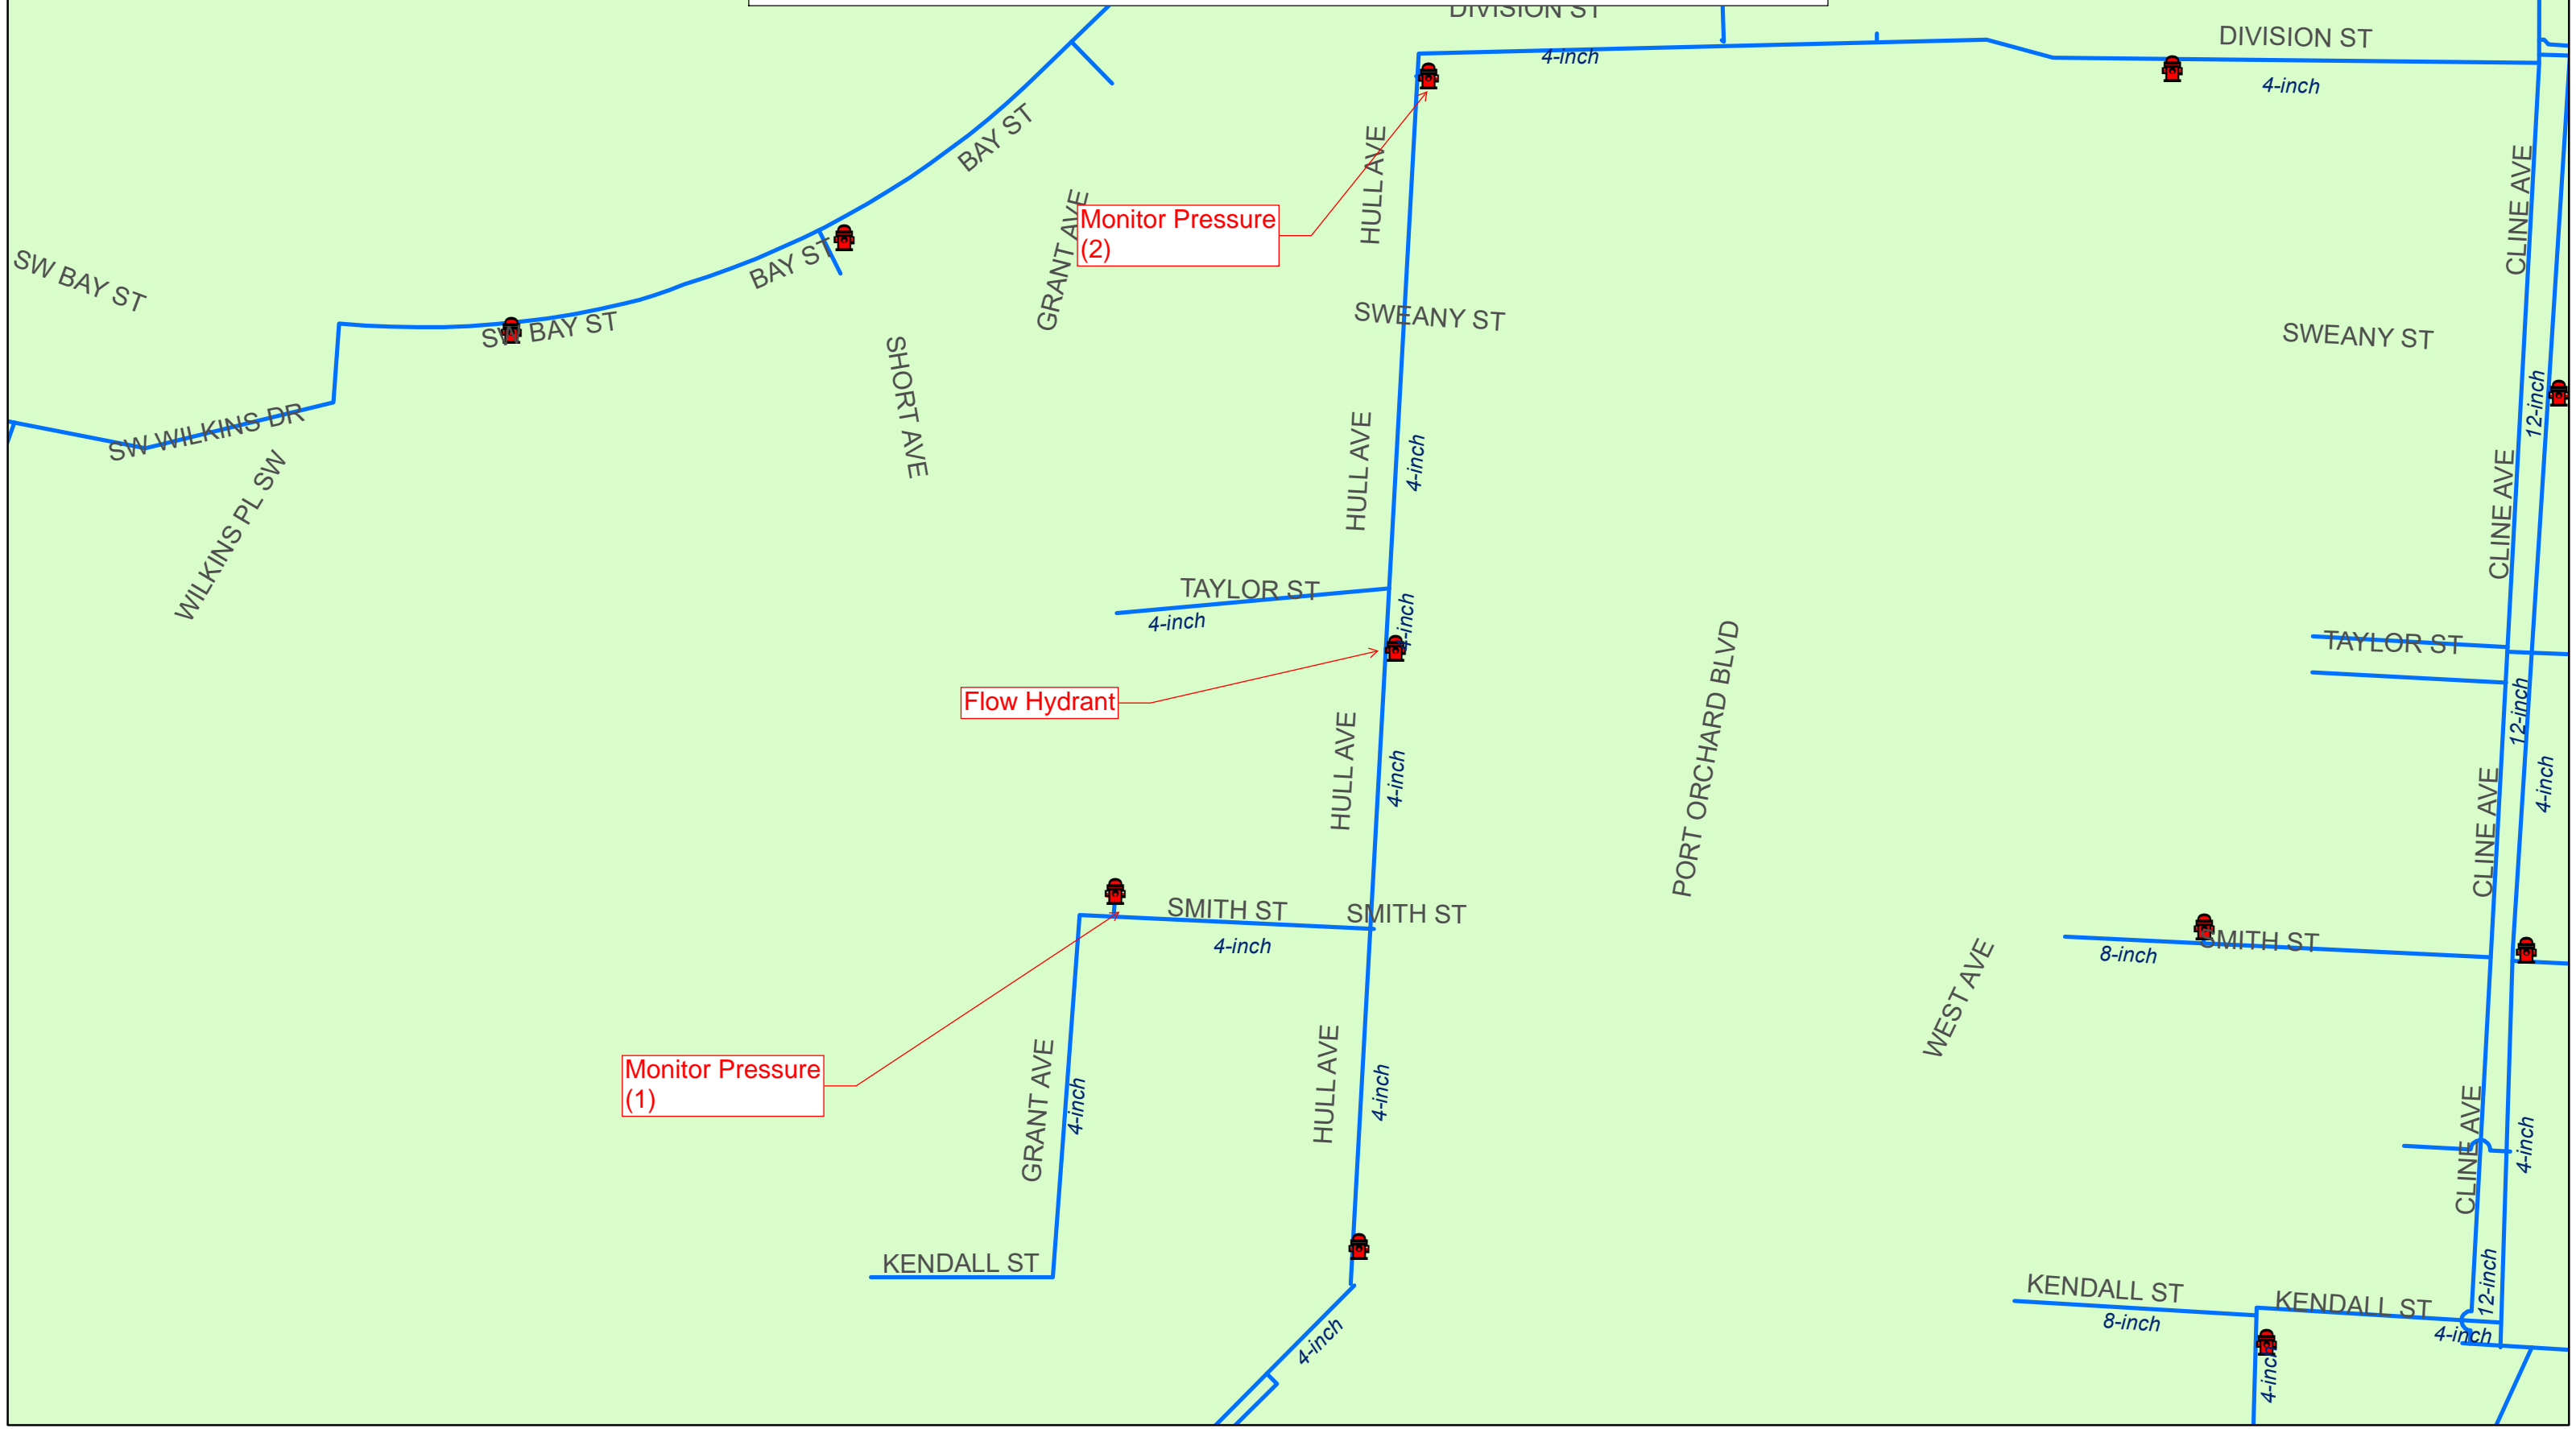 DIVISION ST
DIVISION ST
4-inch
4-inch
BAY ST
HULL AVE
CLINE AVE
GRANT AVE
Monitor Pressure
(2)
BAY ST
SW BAY ST
SW BAY ST
SWEANY ST
SWEANY ST
SHORT AVE
12-inch
SW WILKINS DR
HULL AVE
4-inch
CLINE AVE
WILKINS PL SW
TAYLOR ST
4-inch
4-inch
TAYLOR ST
Flow Hydrant
12-inch
PORT ORCHARD BLVD
HULL AVE
4-inch
4-inch
CLINE AVE
SMITH ST
SMITH ST
4-inch
SMITH ST
8-inch
WEST AVE
Monitor Pressure
(1)
GRANT AVE
4-inch
HULL AVE
4-inch
CLINE AVE
4-inch
KENDALL ST
KENDALL ST
8-inch
KENDALL ST
12-inch
4-inch
4-inch
4-inch